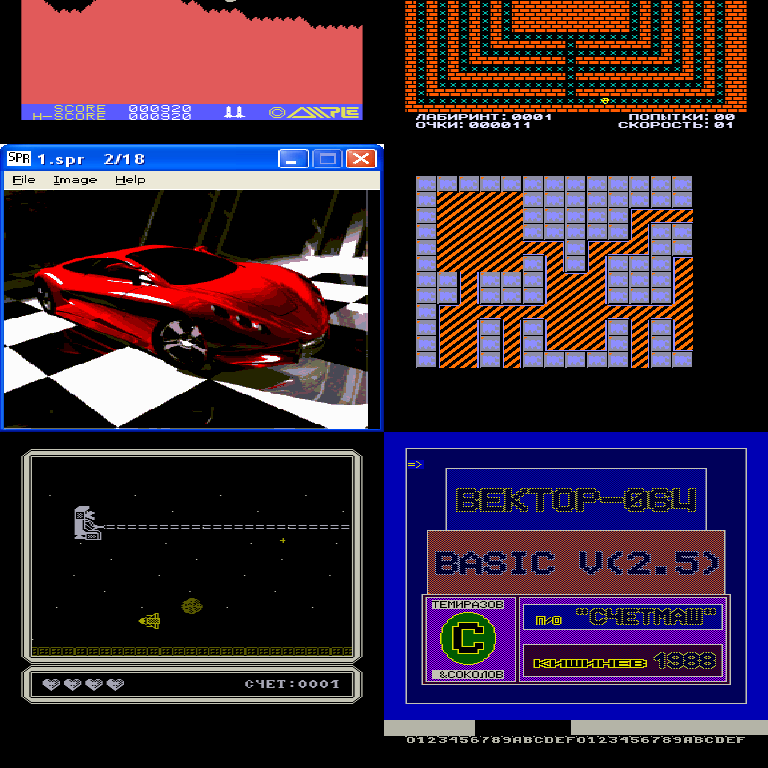 SCORE 000920
H-SCORE 000920
© AMPLE
ЛАБИРИНТ:0001 ПОПЫТКИ:00
ОЧКИ:000011 СКОРОСТЬ:01
SPR 1.spr 2/18
File Image Help
СЧЕТ:0001
=>
ВЕКТОР-06Ц
BASIC V(2.5)
ТЕМИРАЗОВ
С
&СОКОЛОВ
П/О "СЧЕТМАШ"
КИШИНЕВ 1988
0123456789ABCDEF0123456789ABCDEF